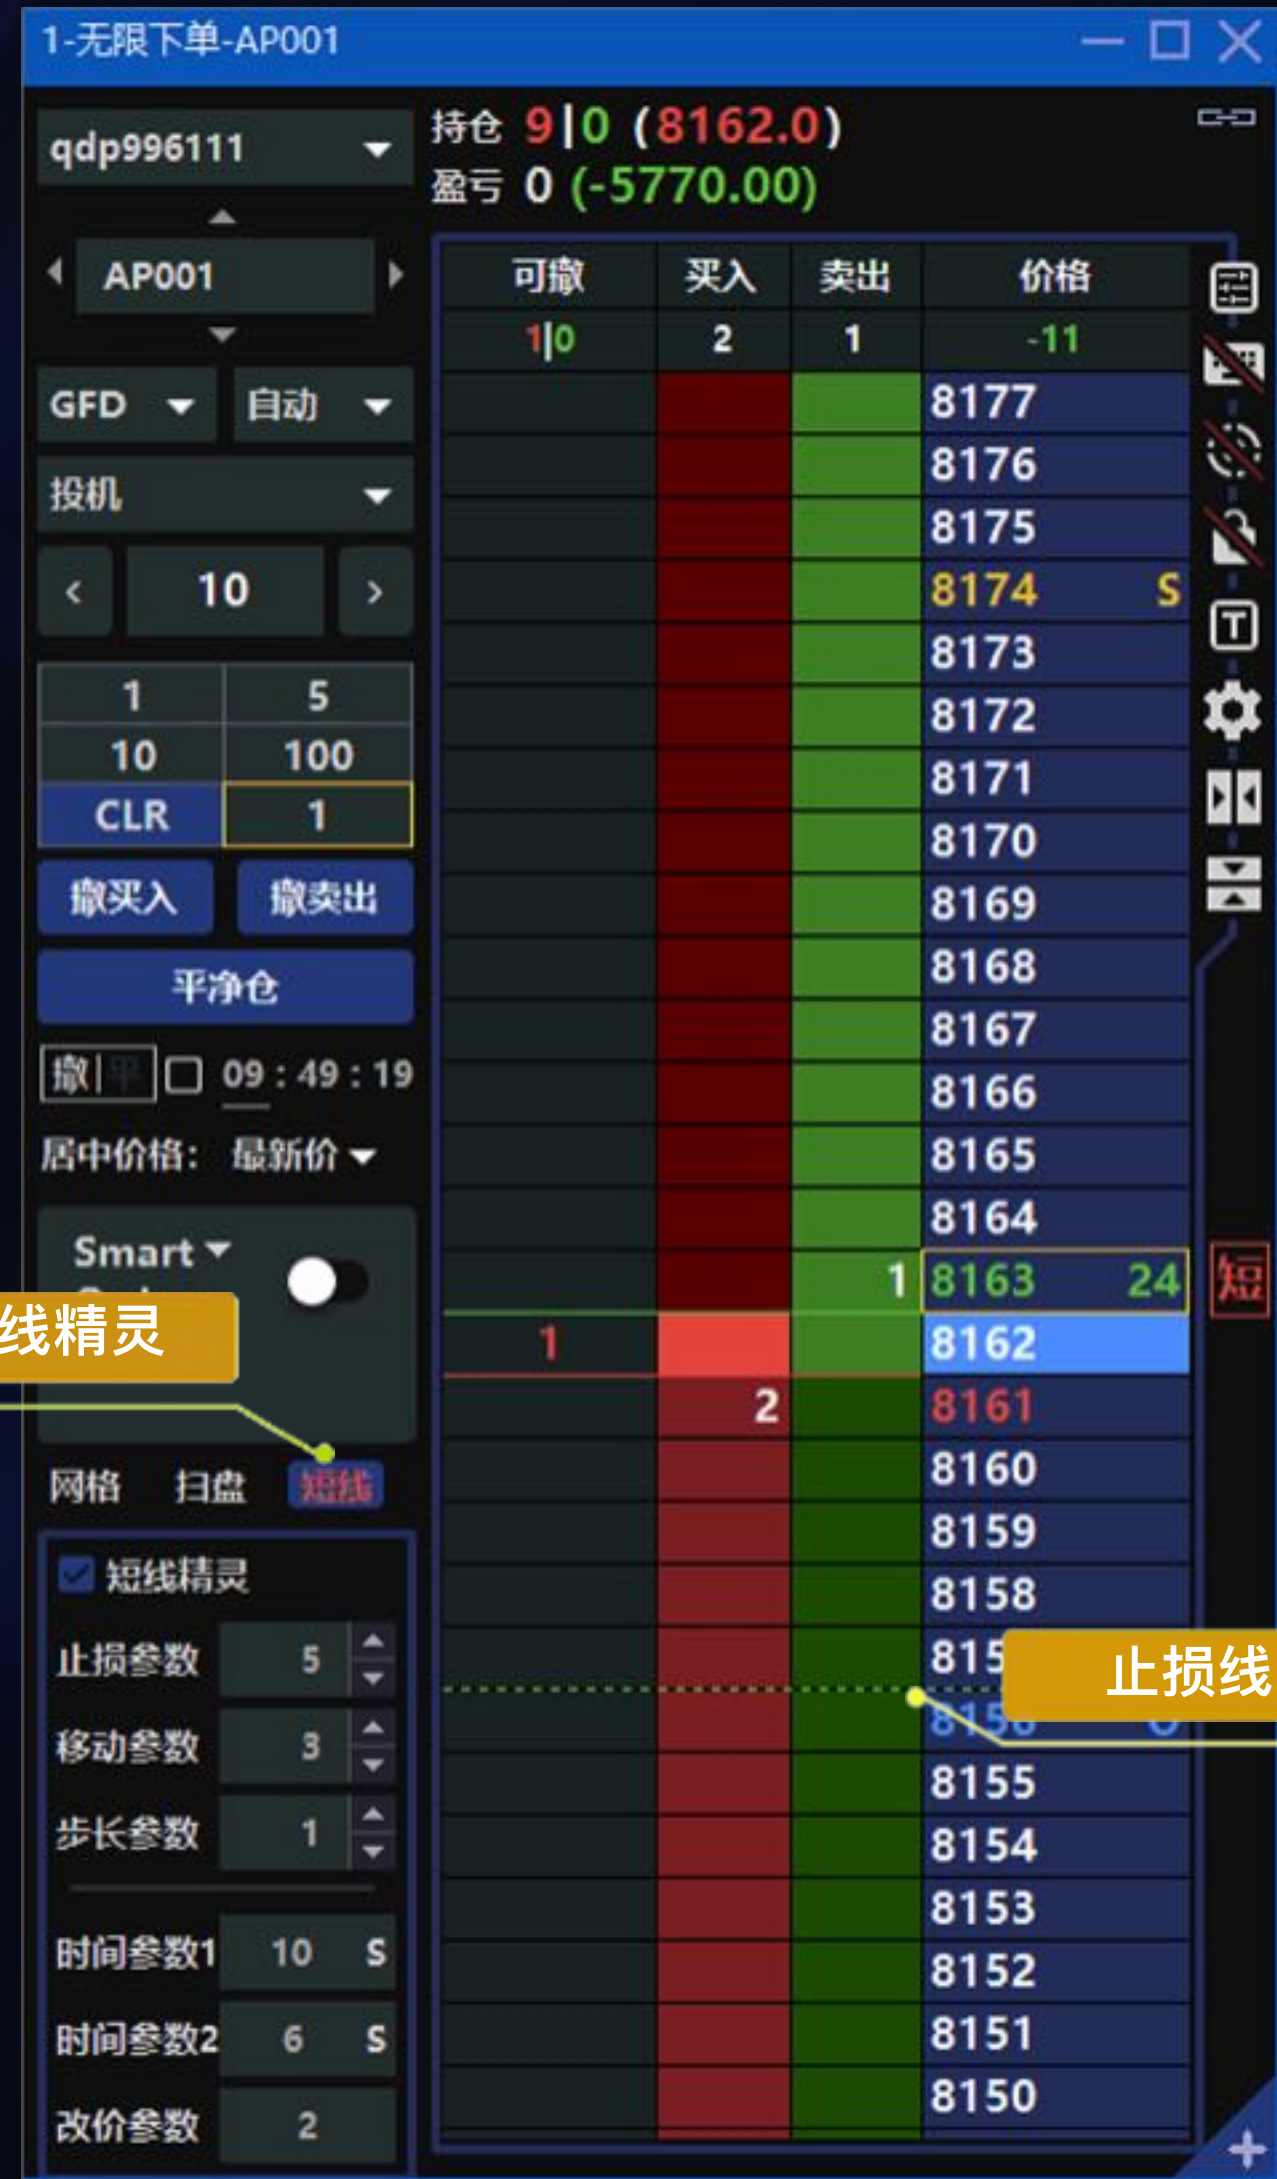 1-无限下单-AP001
qdp996111
AP001
GFD 自动
投机
< 10 >
1 5
10 100
CLR 1
撤买入 撤卖出
平净仓
撤|平 09 : 49 : 19
居中价格： 最新价
Smart
线精灵
网格 扫盘 短线
短线精灵
止损参数 5
移动参数 3
步长参数 1
时间参数1 10 S
时间参数2 6 S
改价参数 2
持仓 9|0 (8162.0)
盈亏 0 (-5770.00)
可撤 买入 卖出 价格
1|0 2 1 -11
8177
8176
8175
8174 S
8173
8172
8171
8170
8169
8168
8167
8166
8165
8164
1 8163 24
1 8162
2 8161
8160
8159
8158
815
止损线
8156
8155
8154
8153
8152
8151
8150
T
短